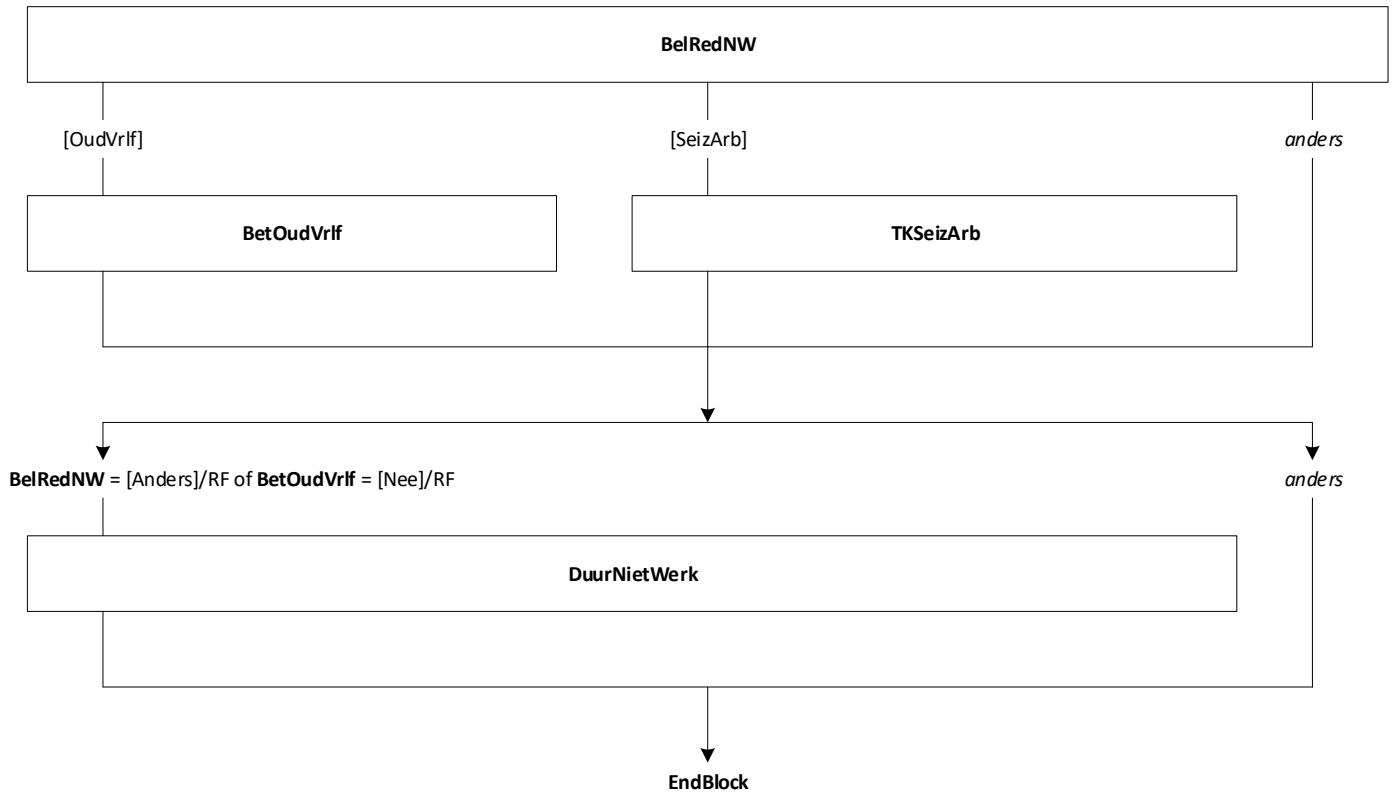 BelRedNW
[OudVrlf] [SeizArb] anders
BetOudVrlf TKSeizArb
BelRedNW = [Anders]/RF of BetOudVrlf = [Nee]/RF anders
DuurNietWerk
EndBlock